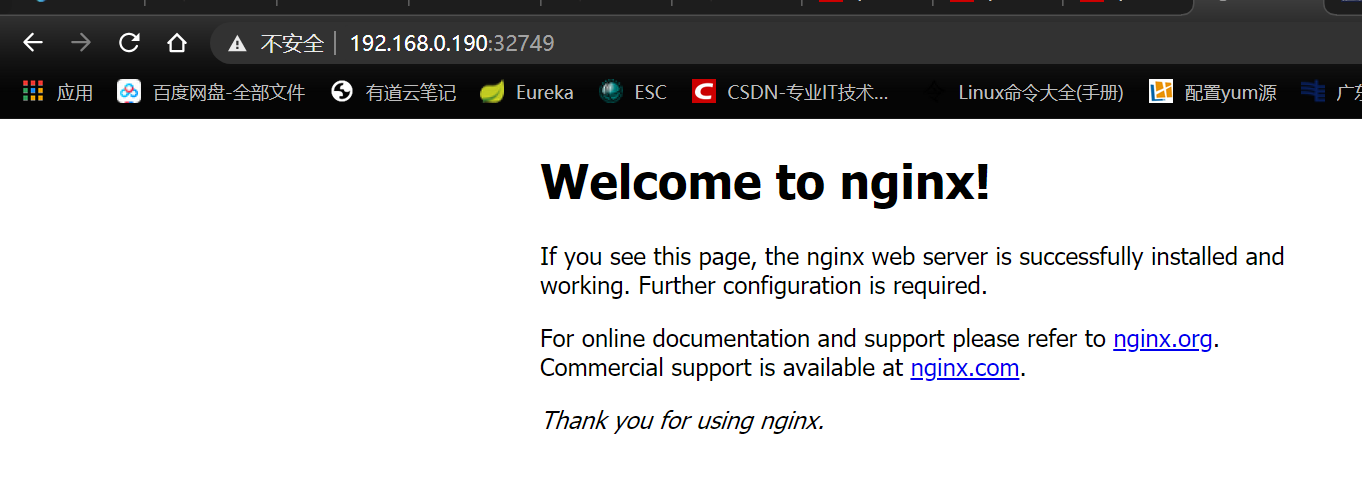 不安全 192.168.0.190:32749
应用 百度网盘-全部文件 有道云笔记 Eureka ESC CSDN-专业IT技术... Linux命令大全(手册) 配置yum源 广东
Welcome to nginx!
If you see this page, the nginx web server is successfully installed and
working. Further configuration is required.
For online documentation and support please refer to nginx.org.
Commercial support is available at nginx.com.
Thank you for using nginx.